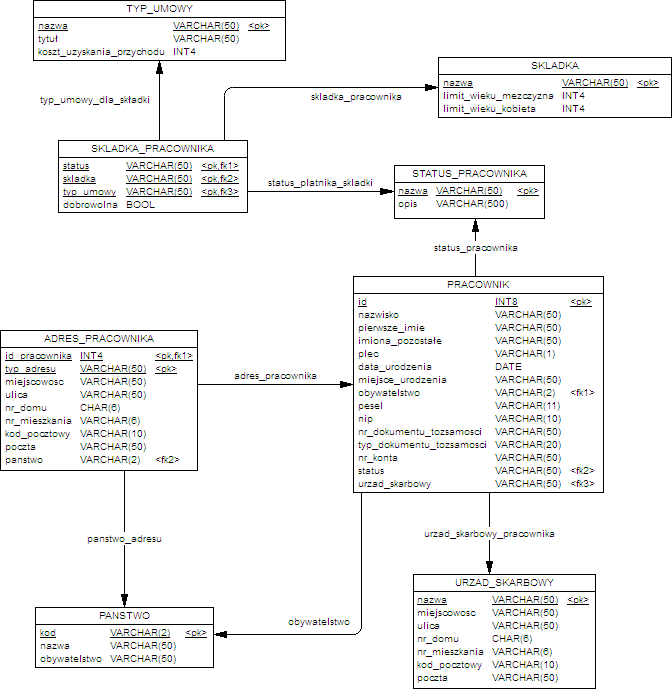 TYP_UMOWY
nazwa VARCHAR(50) <pk>
tytuł VARCHAR(50)
koszt_uzyskania_przychodu INT4
typ_umowy_dla_składki
SKLADKA
nazwa VARCHAR(50) <pk>
limit_wieku_mezczyzna INT4
limit_wieku_kobieta INT4
skladka_pracownika
SKLADKA_PRACOWNIKA
status VARCHAR(50) <pk,fk1>
skladka VARCHAR(50) <pk,fk2>
typ_umowy VARCHAR(50) <pk,fk3>
dobrowolna BOOL
status_platnika_skladki
STATUS_PRACOWNIKA
nazwa VARCHAR(50) <pk>
opis VARCHAR(500)
status_pracownika
PRACOWNIK
id INT8 <pk>
nazwisko VARCHAR(50)
pierwsze_imie VARCHAR(50)
imiona_pozostałe VARCHAR(50)
plec VARCHAR(1)
data_urodzenia DATE
miejsce_urodzenia VARCHAR(50)
obywatelstwo VARCHAR(2) <fk1>
pesel VARCHAR(11)
nip VARCHAR(10)
nr_dokumentu_tozsamosci VARCHAR(50)
typ_dokumentu_tozsamosci VARCHAR(20)
nr_konta VARCHAR(50)
status VARCHAR(50) <fk2>
urzad_skarbowy VARCHAR(50) <fk3>
ADRES_PRACOWNIKA
id_pracownika INT4 <pk,fk1>
typ_adresu VARCHAR(50) <pk>
miejscowosc VARCHAR(50)
ulica VARCHAR(50)
nr_domu CHAR(6)
nr_mieszkania VARCHAR(6)
kod_pocztowy VARCHAR(10)
poczta VARCHAR(50)
panstwo VARCHAR(2) <fk2>
adres_pracownika
panstwo_adresu
urzad_skarbowy_pracownika
obywatelstwo
PANSTWO
kod VARCHAR(2) <pk>
nazwa VARCHAR(50)
obywatelstwo VARCHAR(50)
URZAD_SKARBOWY
nazwa VARCHAR(50) <pk>
miejscowosc VARCHAR(50)
ulica VARCHAR(50)
nr_domu CHAR(6)
nr_mieszkania VARCHAR(6)
kod_pocztowy VARCHAR(10)
poczta VARCHAR(50)